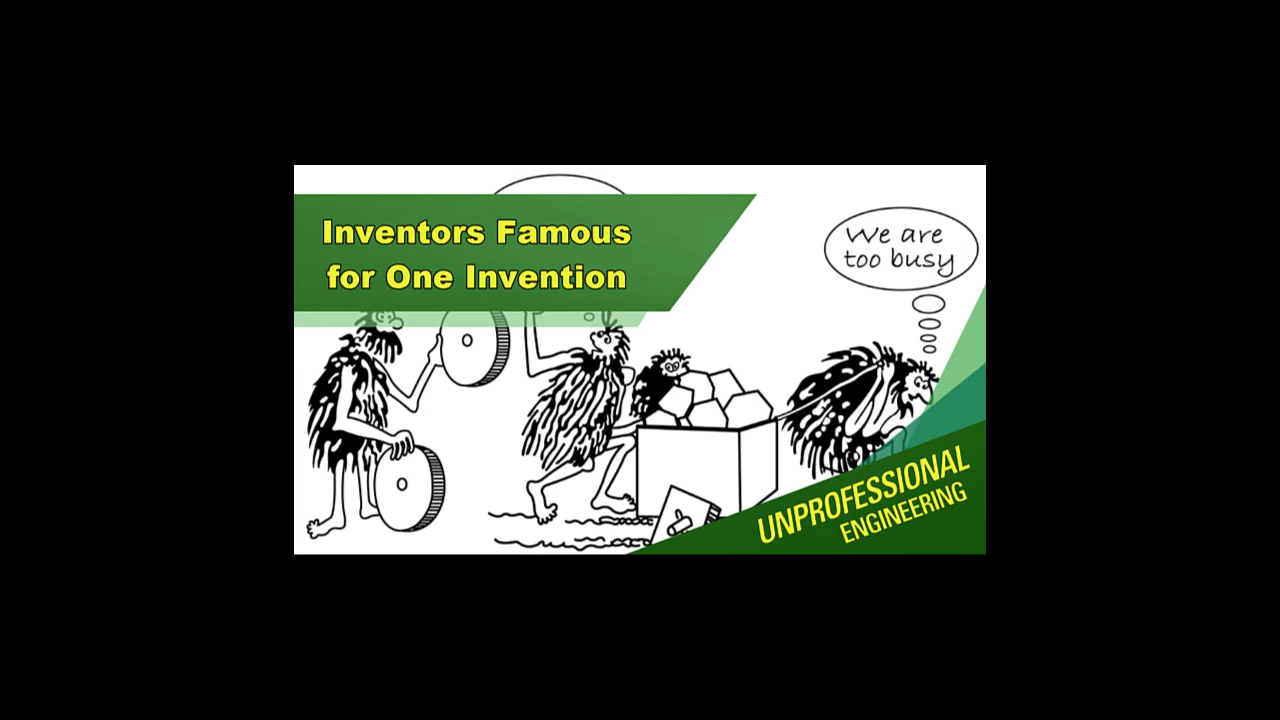 Inventors Famous
for One Invention
We are
too busy
UNPROFESSIONAL
ENGINEERING